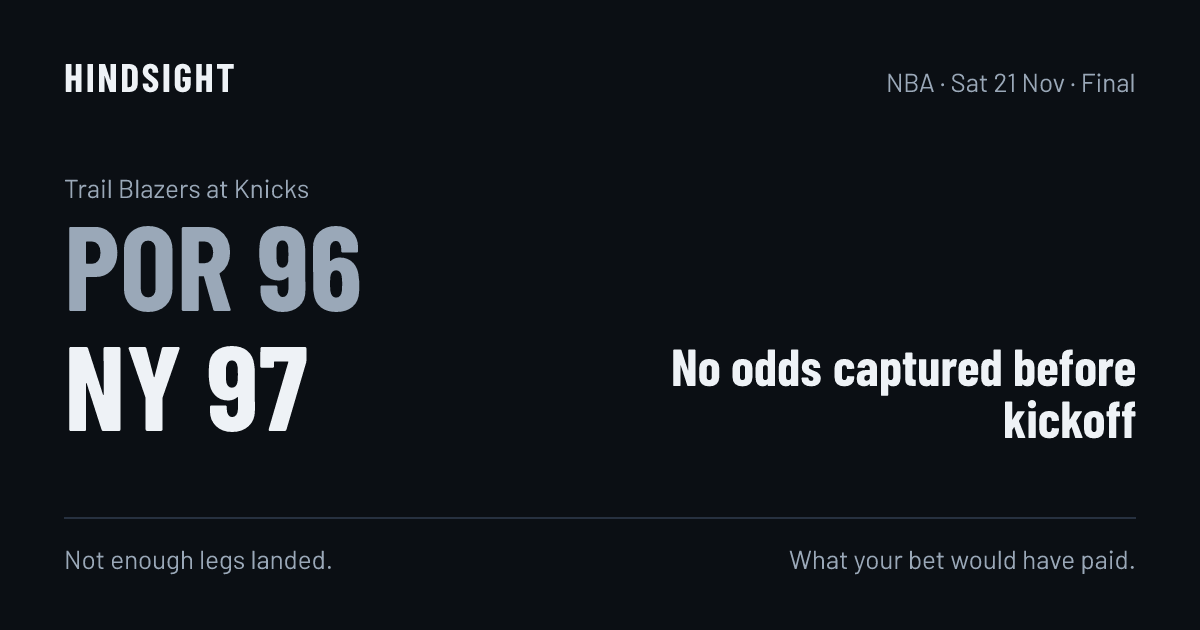 HINDSIGHT
NBA · Sat 21 Nov · Final
Trail Blazers at Knicks
POR 96
NY 97
No odds captured before
kickoff
Not enough legs landed.
What your bet would have paid.